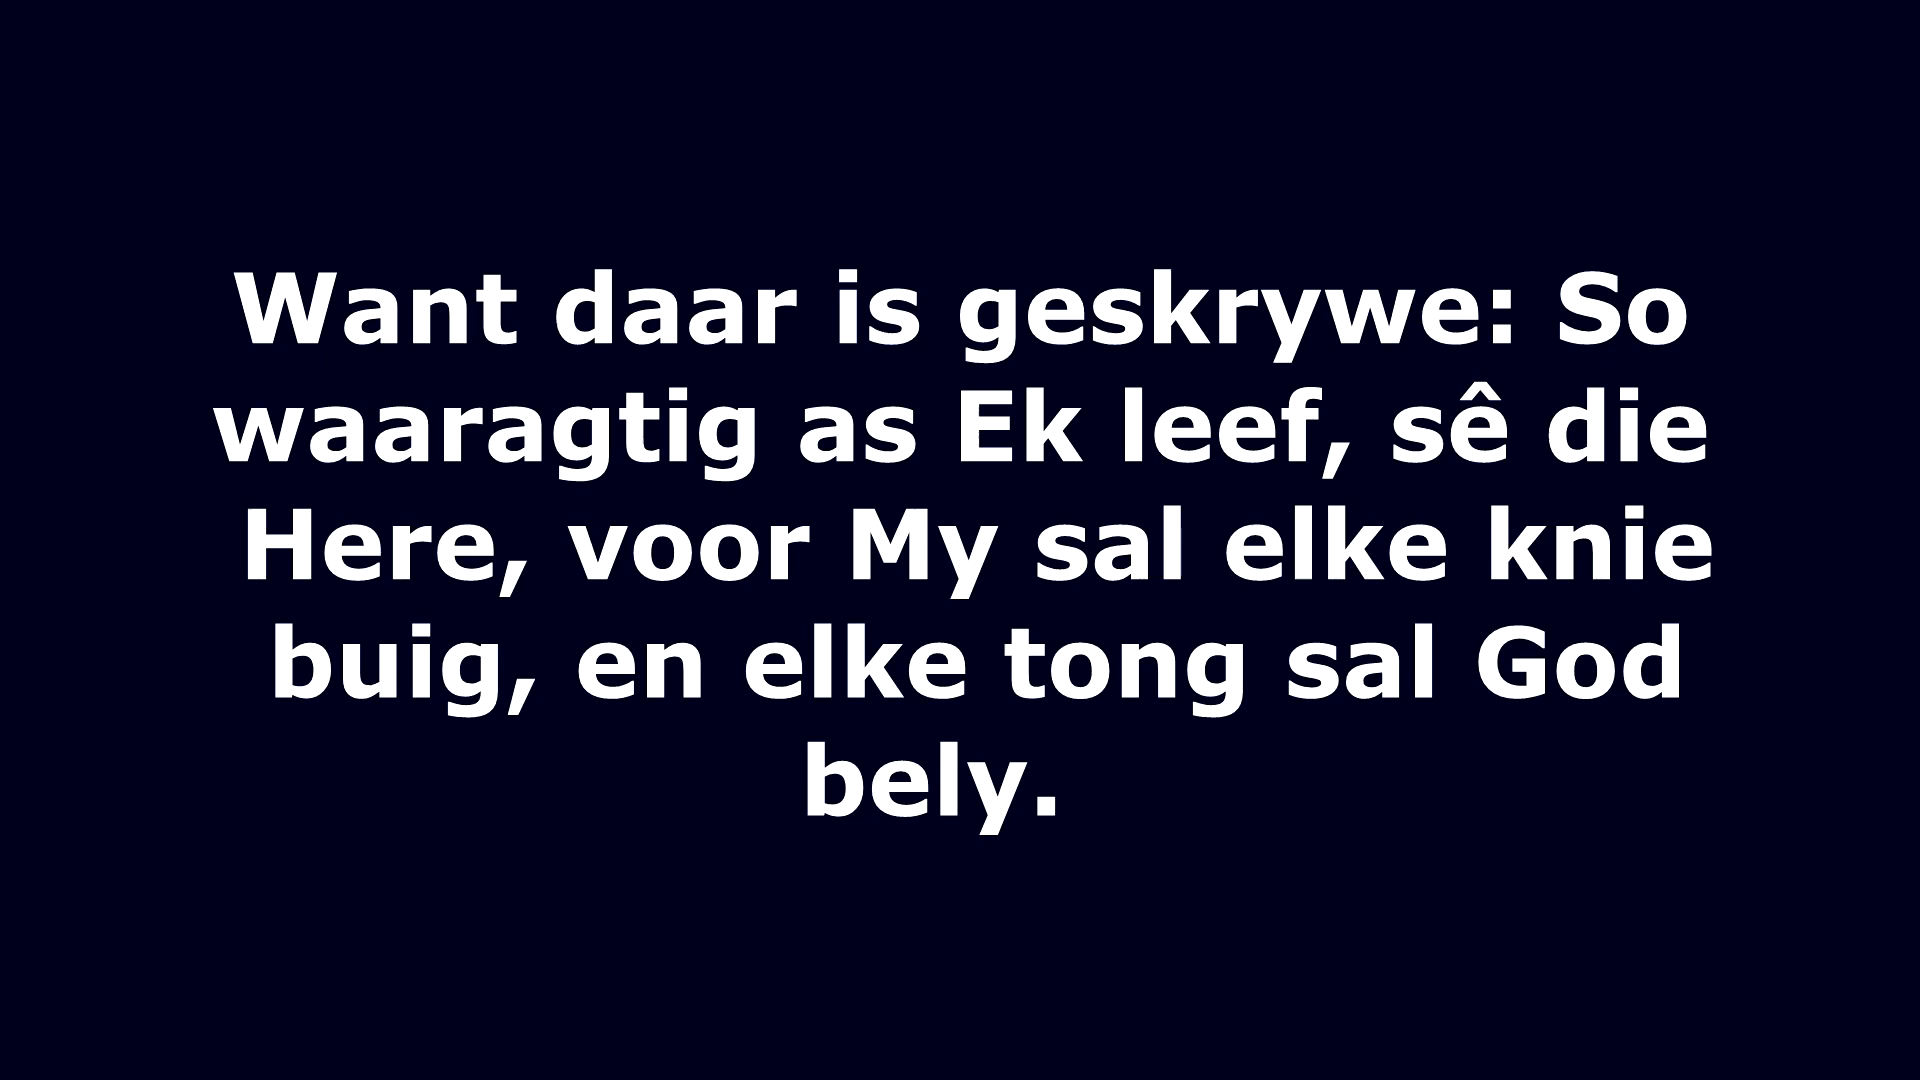 Want daar is geskrywe: So
waaragtig as Ek leef, sê die
Here, voor My sal elke knie
buig, en elke tong sal God
bely.